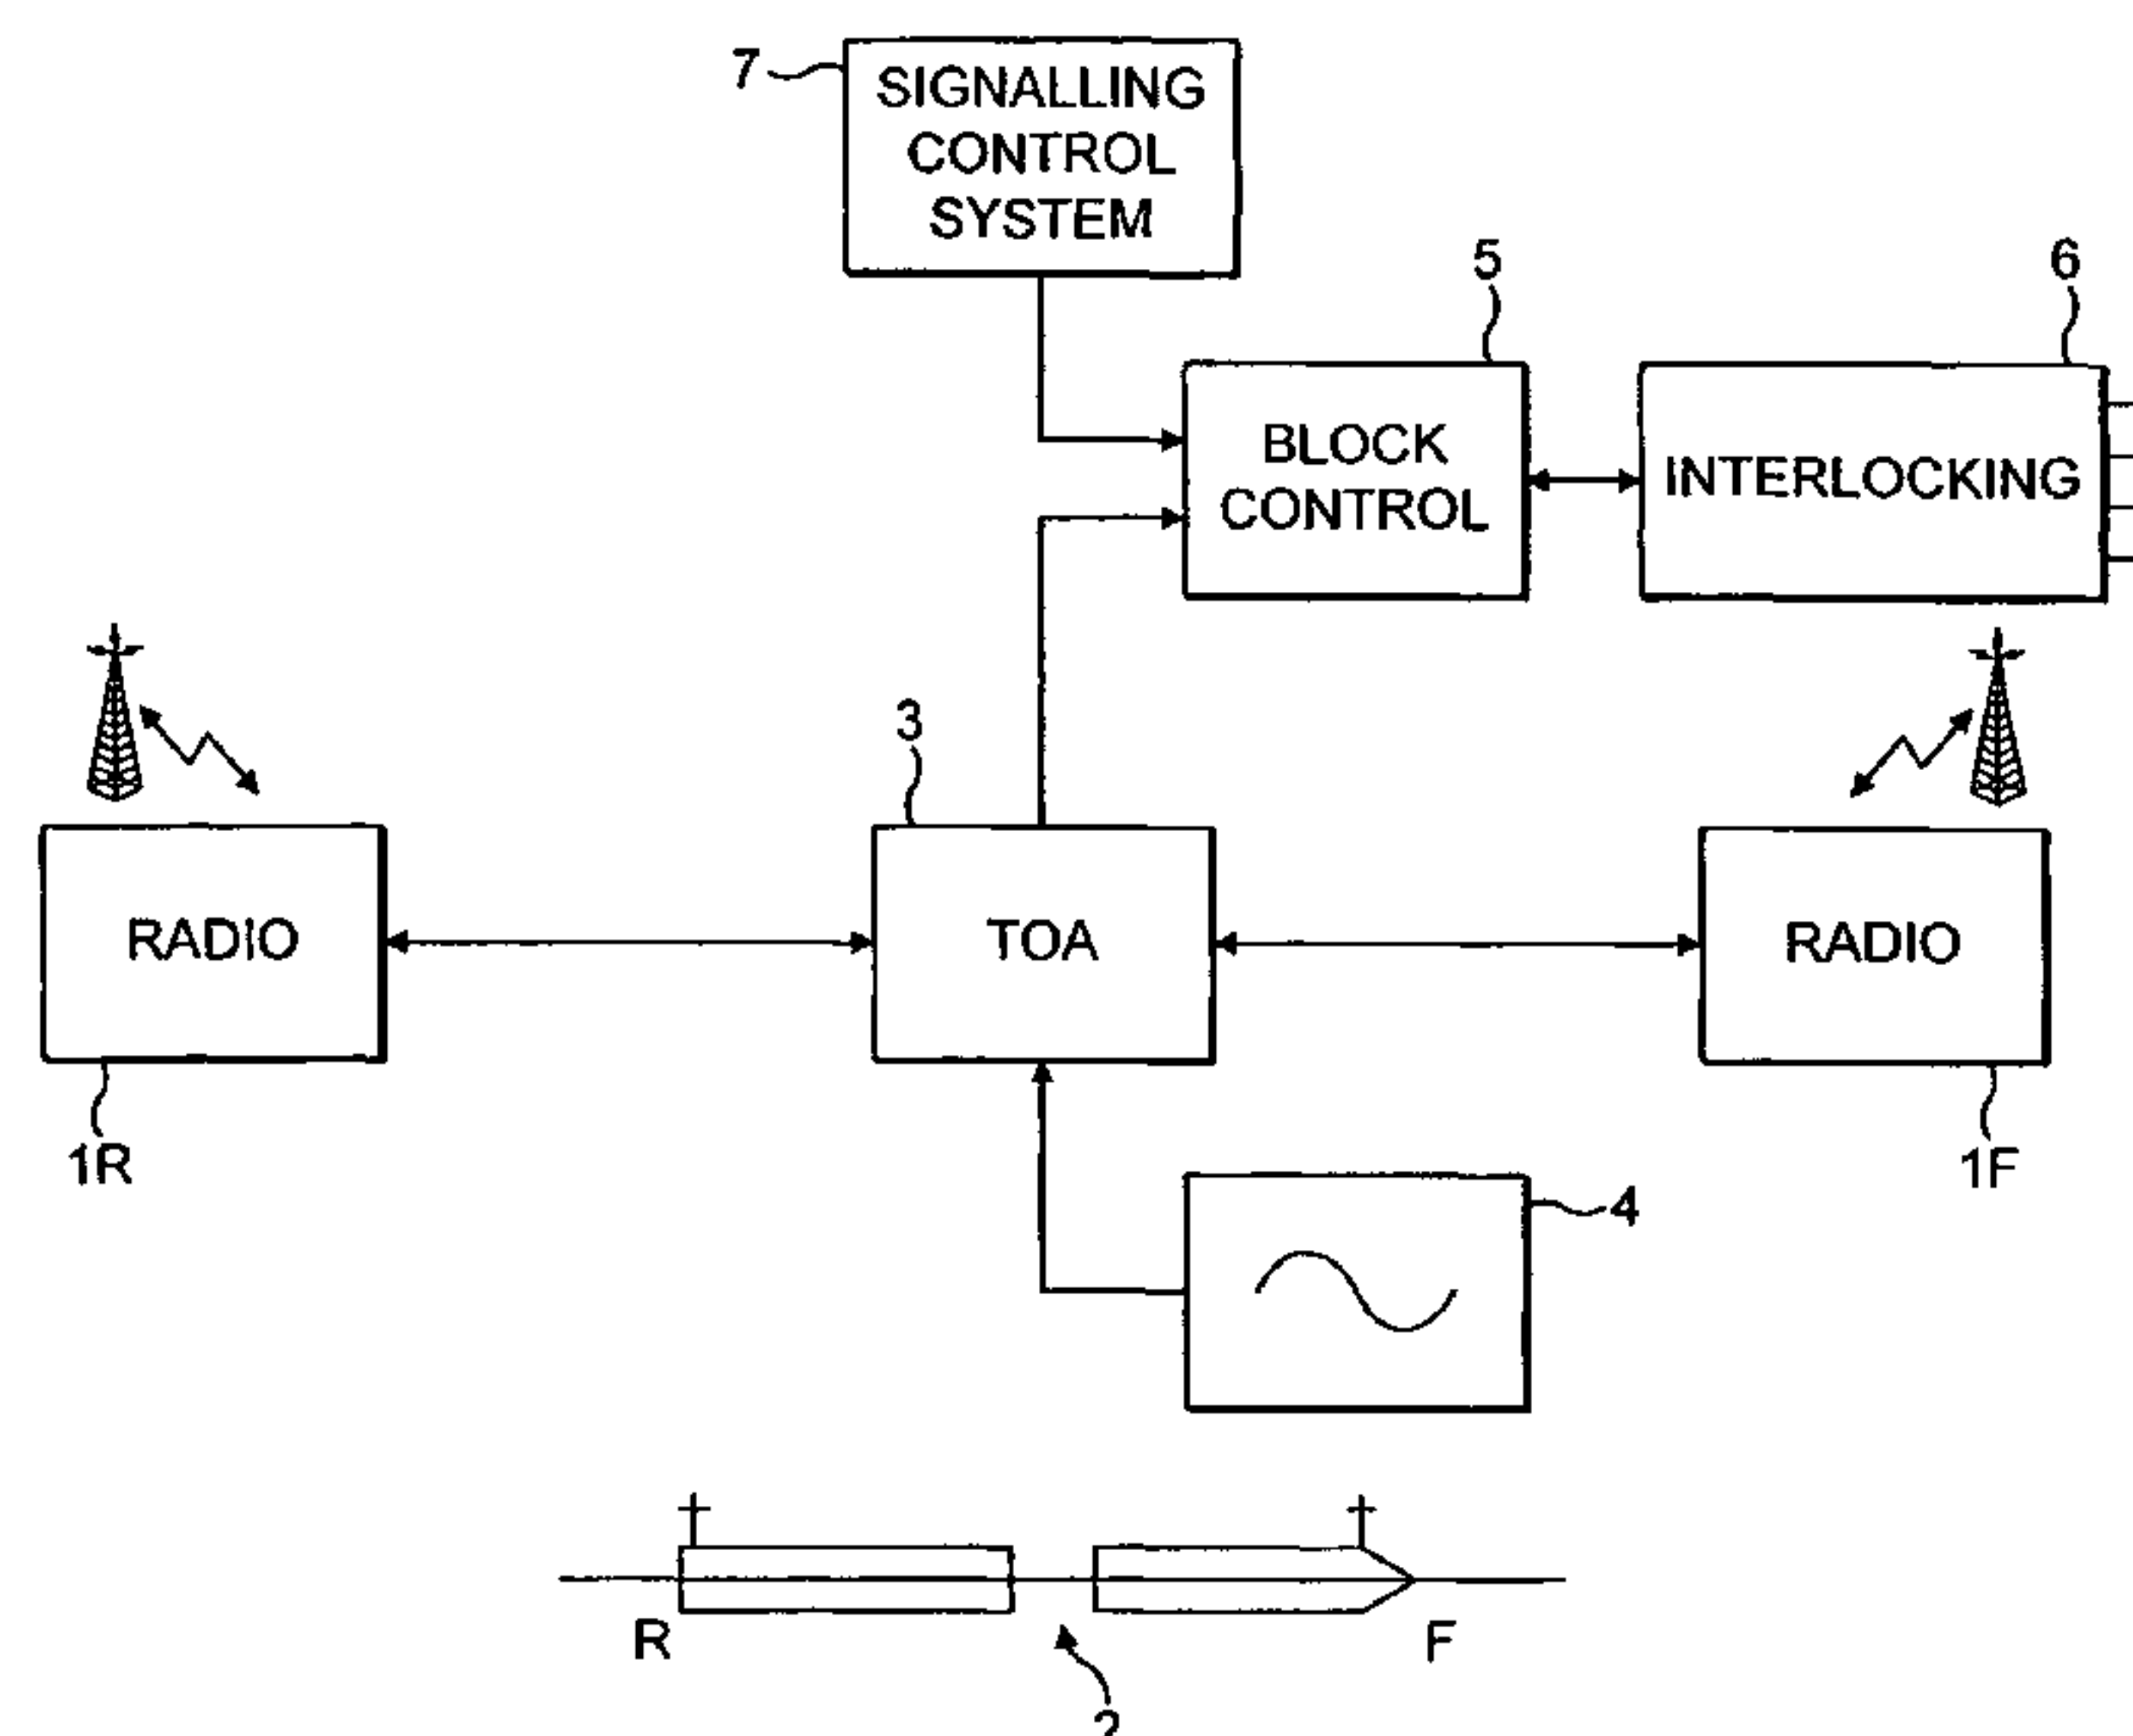 7
SIGNALLING
CONTROL
SYSTEM
5
6
BLOCK
CONTROL
INTERLOCKING
3
RADIO
TOA
RADIO
1R
1F
4
R
F
2